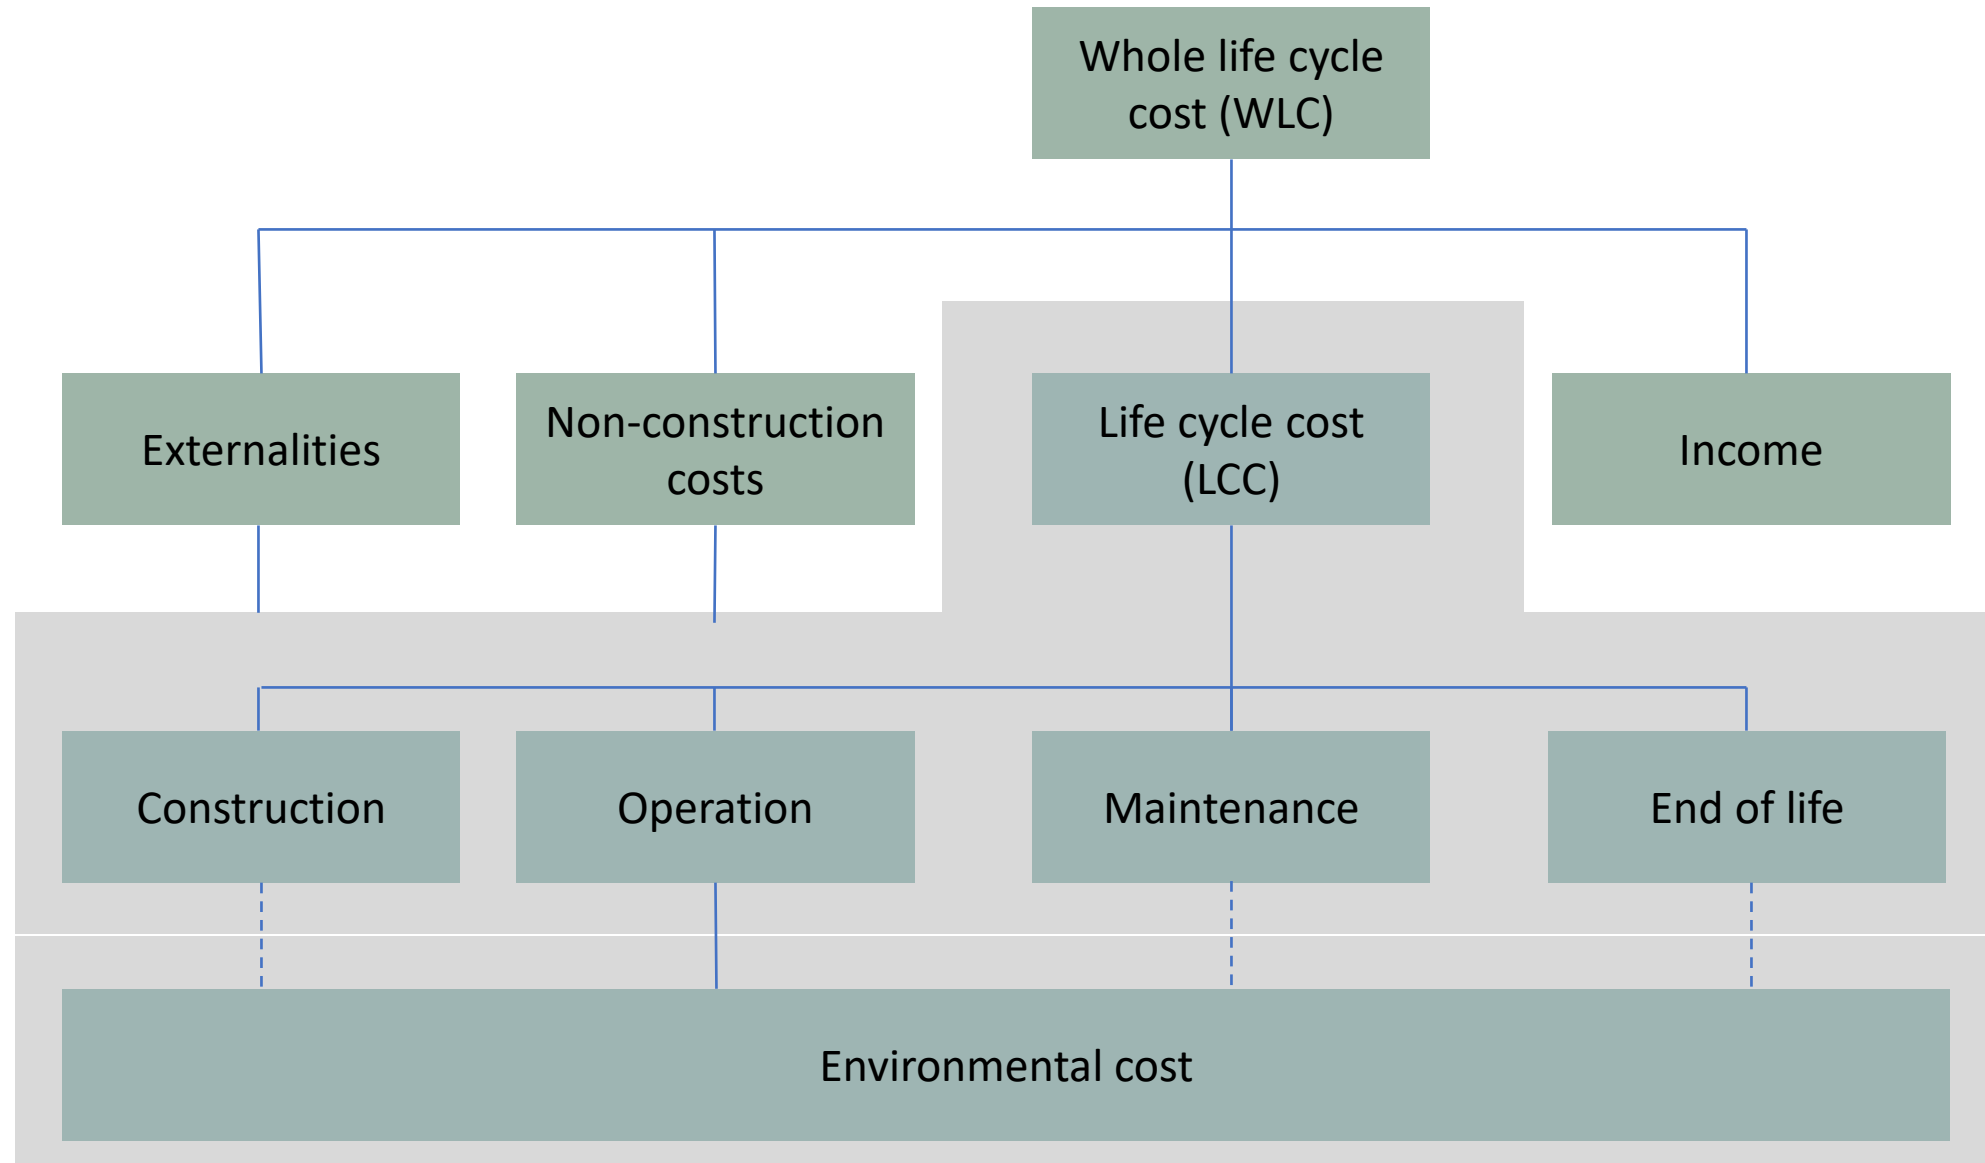 Whole life cycle
cost (WLC)
Externalities
Non-construction
costs
Life cycle cost
(LCC)
Income
Construction
Operation
Maintenance
End of life
Environmental cost